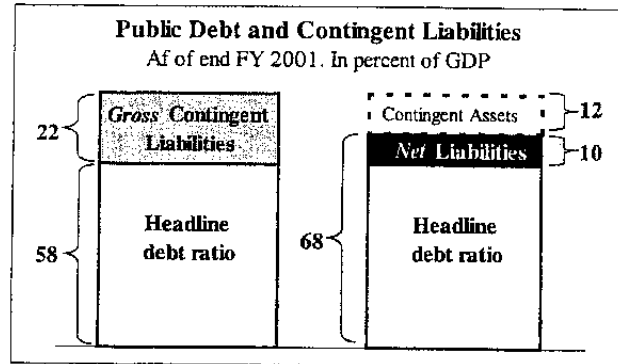 Public Debt and Contingent Liabilities
Af of end FY 2001. In percent of GDP
Gross Contingent
Liabilities
22
Headline
debt ratio
58
Contingent Assets
12
Net Liabilities
10
Headline
debt ratio
68